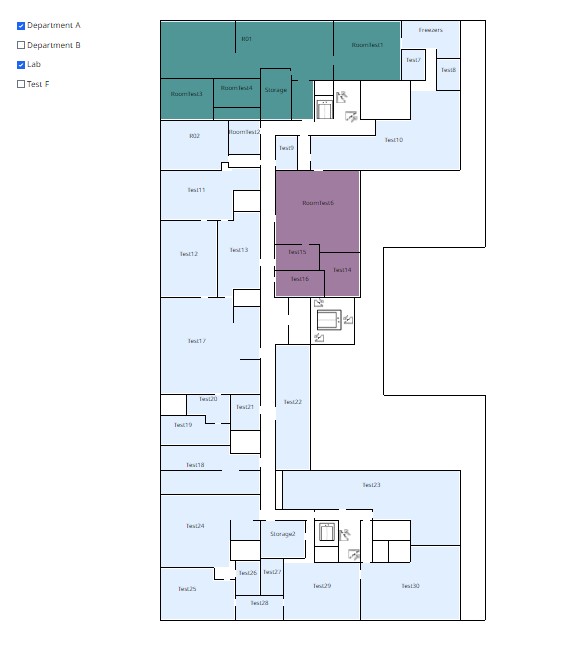 Department A
Department B
Lab
Test F
Freezers
R01
RoomTest1
Test7
Test8
RoomTest3
RoomTest4
Storage
R02
RoomTest2
Test9
Test10
Test11
RoomTest6
Test12
Test13
Test15
Test14
Test16
Test17
Test20
Test21
Test22
Test19
Test18
Test23
Test24
Storage2
Test26
Test27
Test25
Test29
Test30
Test28